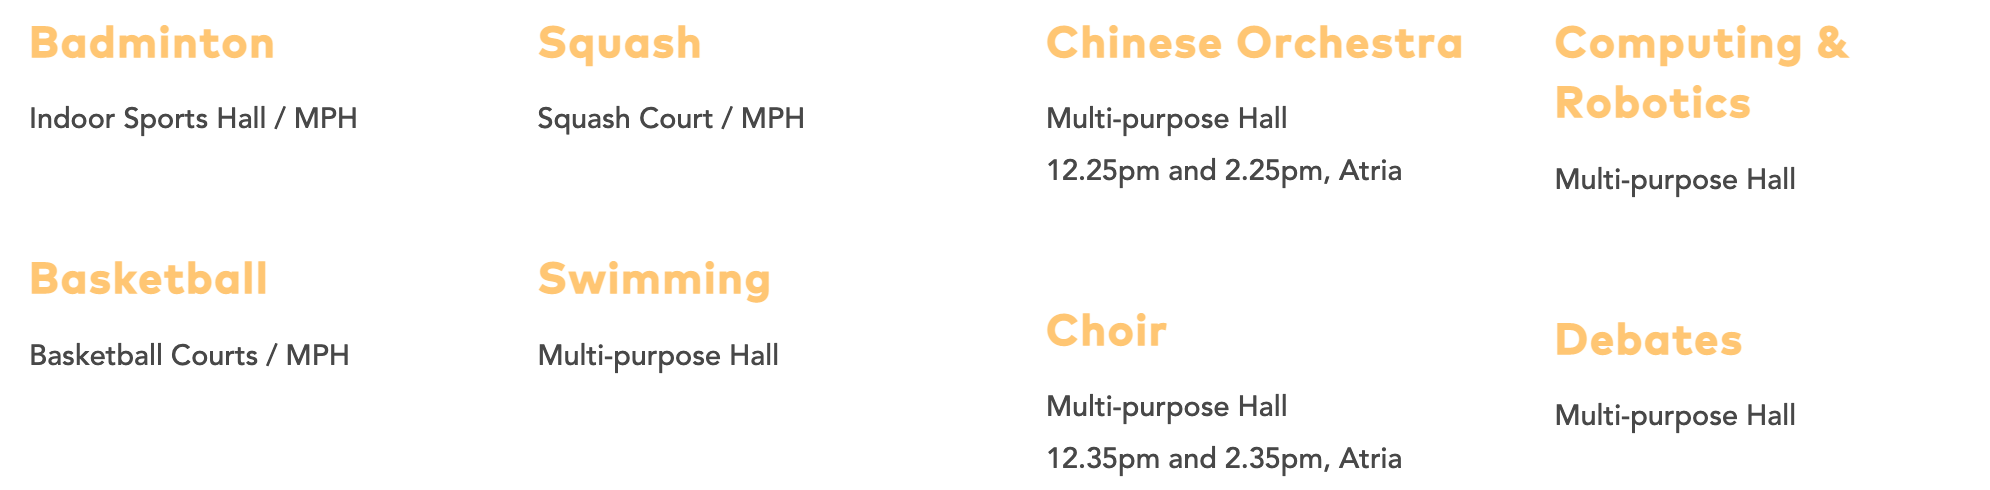 Badminton
Indoor Sports Hall / MPH
Basketball
Basketball Courts / MPH
Squash
Squash Court / MPH
Swimming
Multi-purpose Hall
Chinese Orchestra
Multi-purpose Hall
12.25pm and 2.25pm, Atria
Choir
Multi-purpose Hall
12.35pm and 2.35pm, Atria
Computing &
Robotics
Multi-purpose Hall
Debates
Multi-purpose Hall